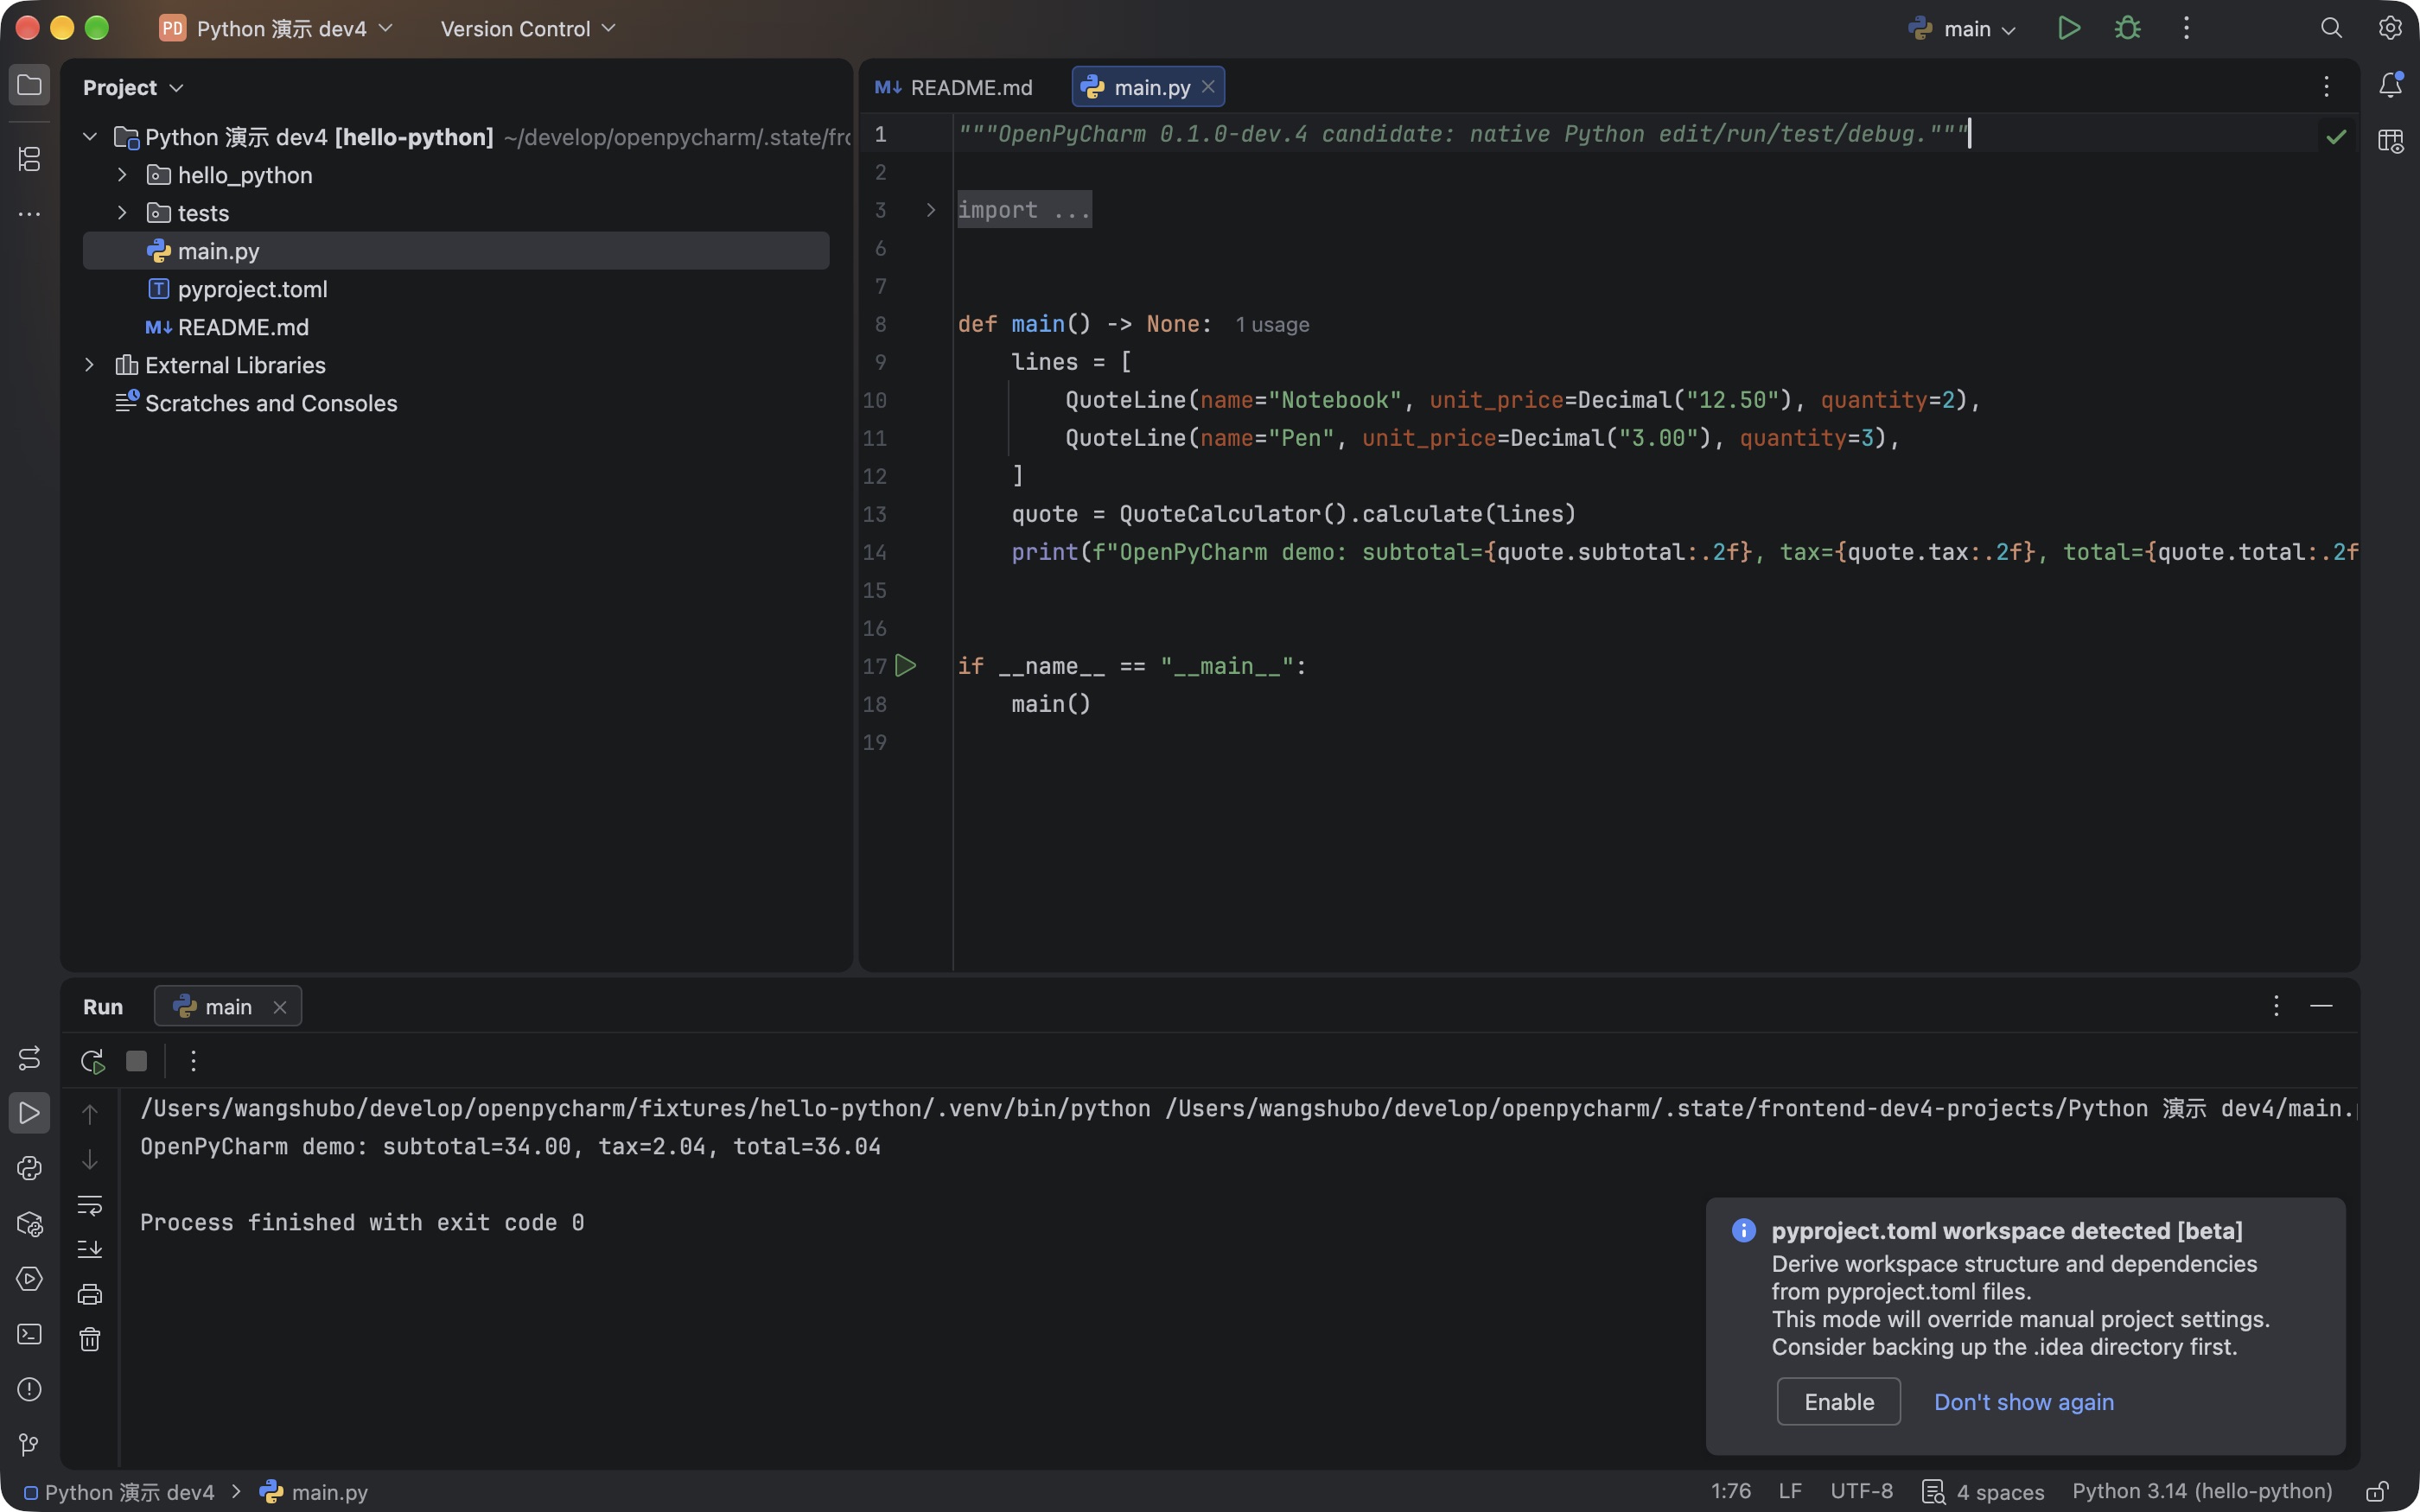 PD Python 演示 dev4 Version Control main
Project
Python 演示 dev4 [hello-python] ~/develop/openpycharm/.state/fro
hello_python
tests
main.py
pyproject.toml
README.md
External Libraries
Scratches and Consoles
README.md main.py
1 """OpenPyCharm 0.1.0-dev.4 candidate: native Python edit/run/test/debug."""
2
3 import ...
6
7
8 def main() -> None: 1 usage
9 lines = [
10 QuoteLine(name="Notebook", unit_price=Decimal("12.50"), quantity=2),
11 QuoteLine(name="Pen", unit_price=Decimal("3.00"), quantity=3),
12 ]
13 quote = QuoteCalculator().calculate(lines)
14 print(f"OpenPyCharm demo: subtotal={quote.subtotal:.2f}, tax={quote.tax:.2f}, total={quote.total:.2f
15
16
17 if __name__ == "__main__":
18 main()
19
Run main
/Users/wangshubo/develop/openpycharm/fixtures/hello-python/.venv/bin/python /Users/wangshubo/develop/openpycharm/.state/frontend-dev4-projects/Python 演示 dev4/main.
OpenPyCharm demo: subtotal=34.00, tax=2.04, total=36.04
Process finished with exit code 0
pyproject.toml workspace detected [beta]
Derive workspace structure and dependencies
from pyproject.toml files.
This mode will override manual project settings.
Consider backing up the .idea directory first.
Enable Don't show again
Python 演示 dev4 > main.py 1:76 LF UTF-8 4 spaces Python 3.14 (hello-python)